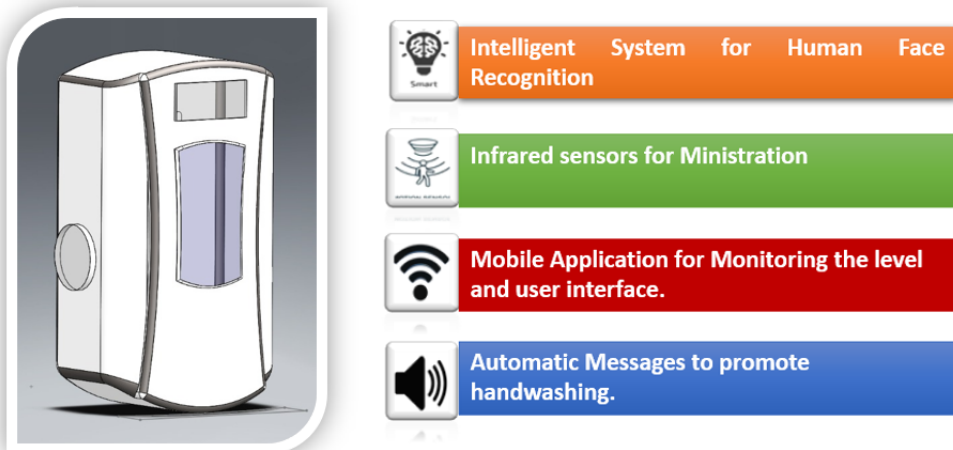 Smart
Intelligent System for Human Face
Recognition
Infrared sensors for Ministration
Mobile Application for Monitoring the level
and user interface.
Automatic Messages to promote
handwashing.